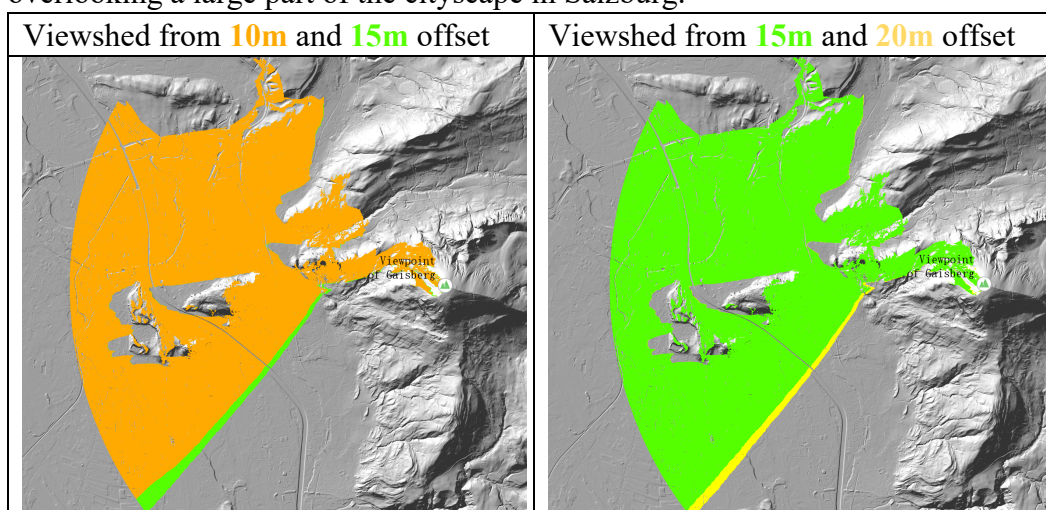 overlooking a large part of the cityscape in Salzburg.
Viewshed from 10m and 15m offset
Viewshed from 15m and 20m offset
Viewpoint
of Gaisberg
Viewpoint
of Gaisberg